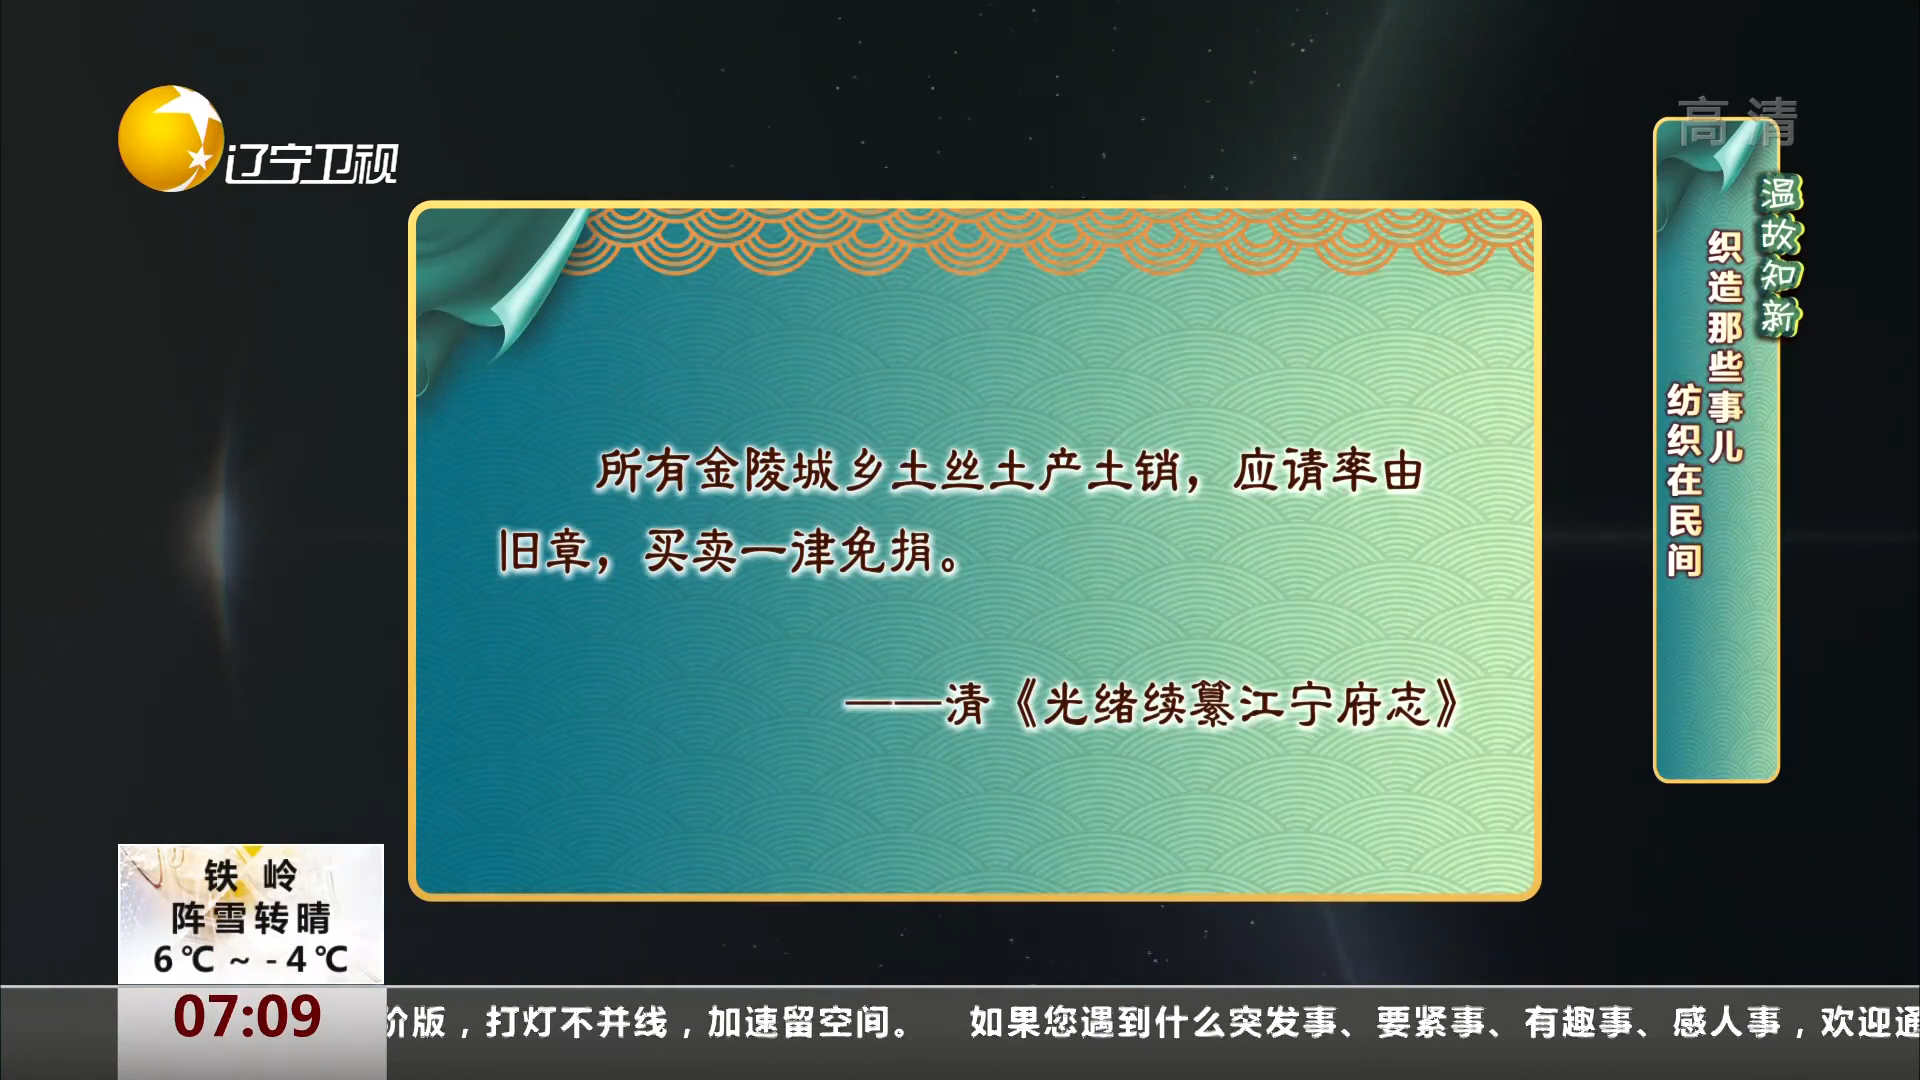 辽宁卫视
高清
温故知新
织造那些事儿
纺织在民间
所有金陵城乡土丝土产土销，应请率由
旧章，买卖一律免捐。
——清《光绪续纂江宁府志》
铁 岭
阵雪转晴
6℃～-4℃
07:09
阶版，打灯不并线，加速留空间。 如果您遇到什么突发事、要紧事、有趣事、感人事，欢迎通